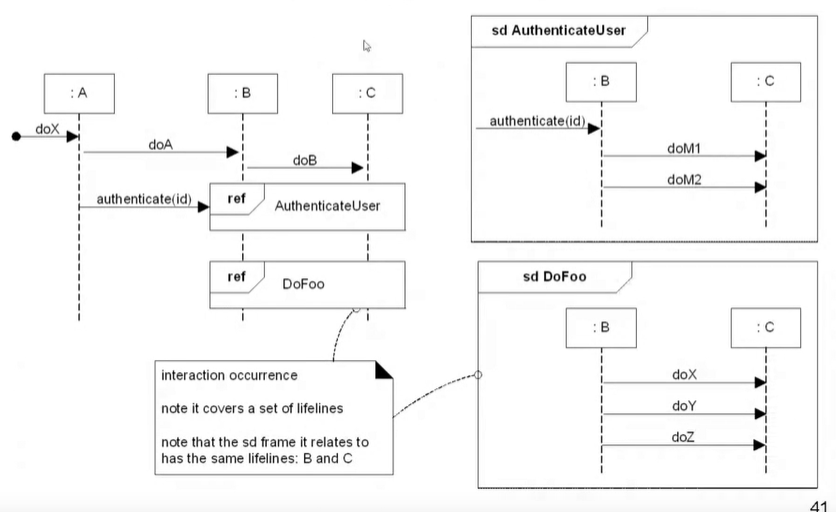 : A
: B
: C
doX
doA
doB
authenticate(id)
ref
AuthenticateUser
ref
DoFoo
interaction occurrence
note it covers a set of lifelines
note that the sd frame it relates to
has the same lifelines: B and C
sd AuthenticateUser
: B
: C
authenticate(id)
doM1
doM2
sd DoFoo
: B
: C
doX
doY
doZ
41